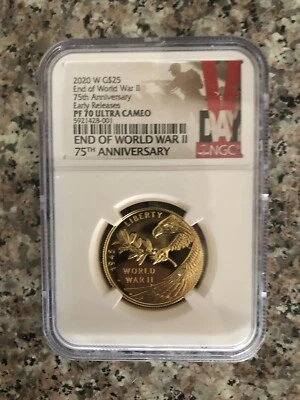 2020 W G$25
End of World War II
75th Anniversary
Early Releases
PF 70 ULTRA CAMEO
5921428-001
V
DAY
NGC
END OF WORLD WAR II
75TH ANNIVERSARY
LIBERTY
1945
WORLD
WAR II